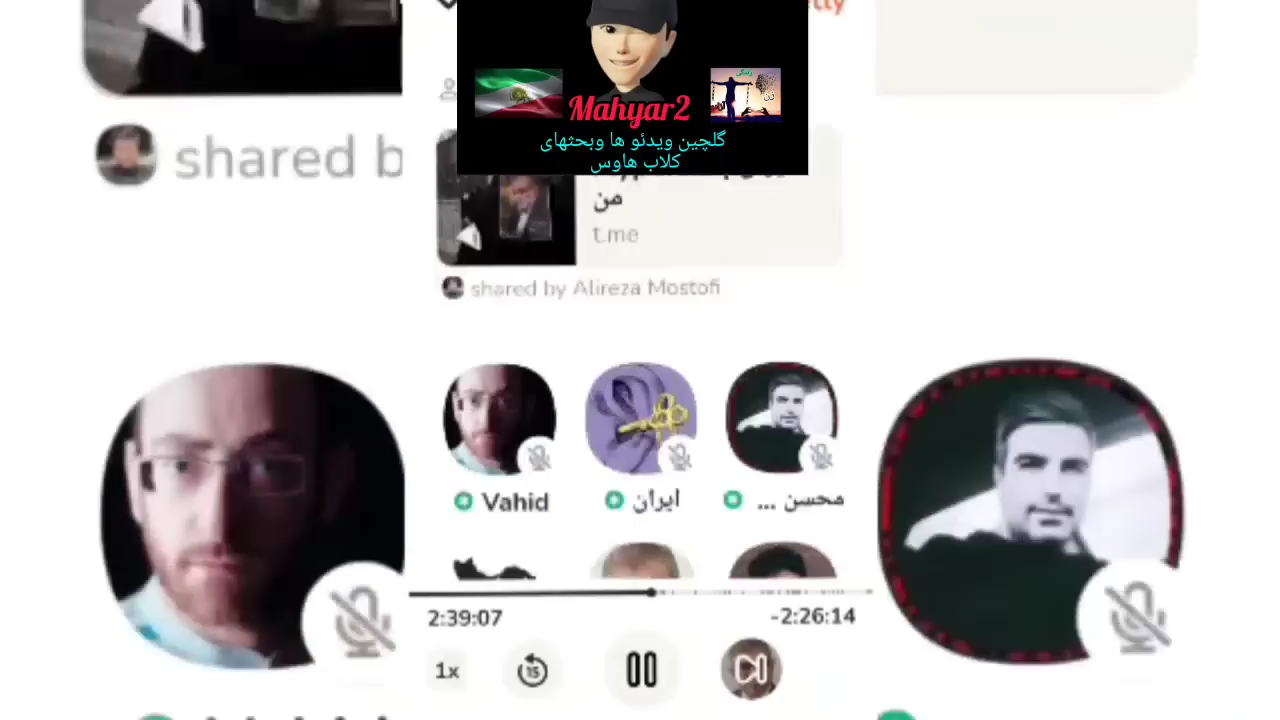 Mahyar2
گلچین ویدئو ها وبحثهای
کلاب هاوس
shared b
من
t.me
shared by Alireza Mostofi
Vahid
ایران
محسن ...
2:39:07
-2:26:14
1x
15